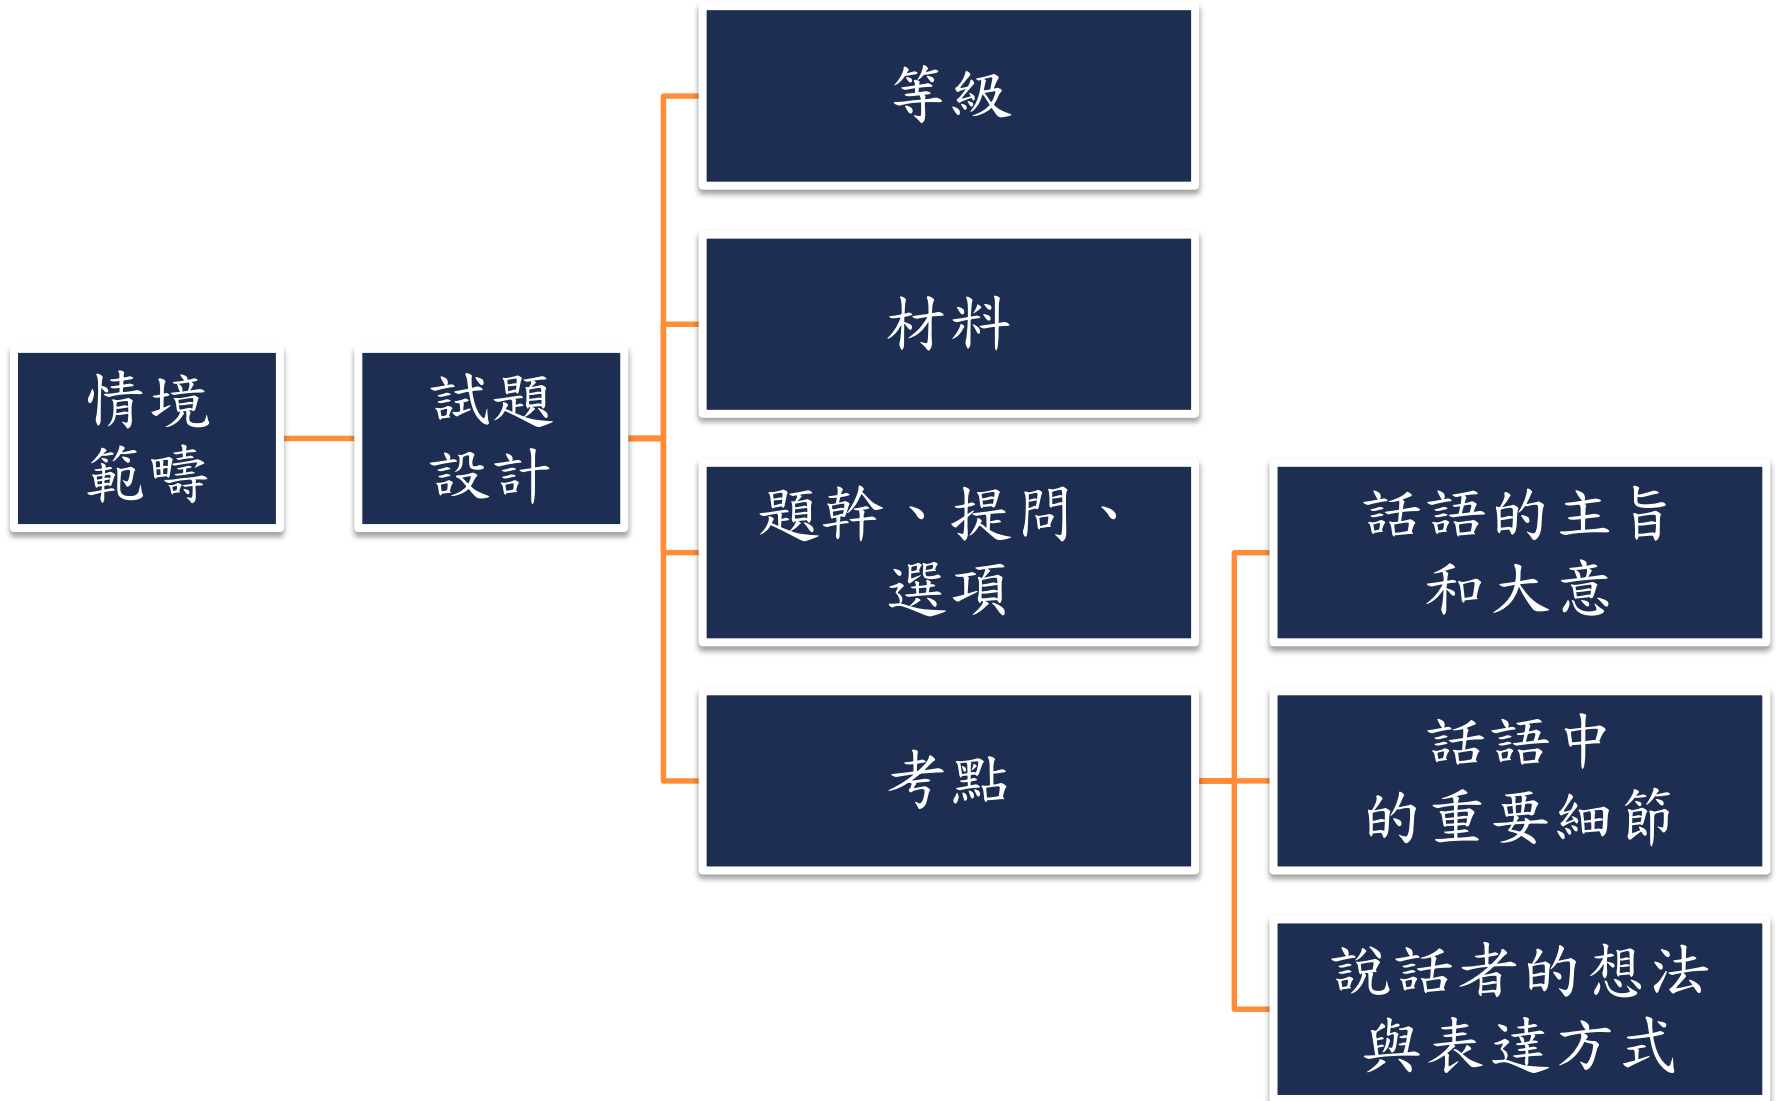 情境
範疇
試題
設計
等級
材料
題幹、提問、
選項
考點
話語的主旨
和大意
話語中
的重要細節
說話者的想法
與表達方式